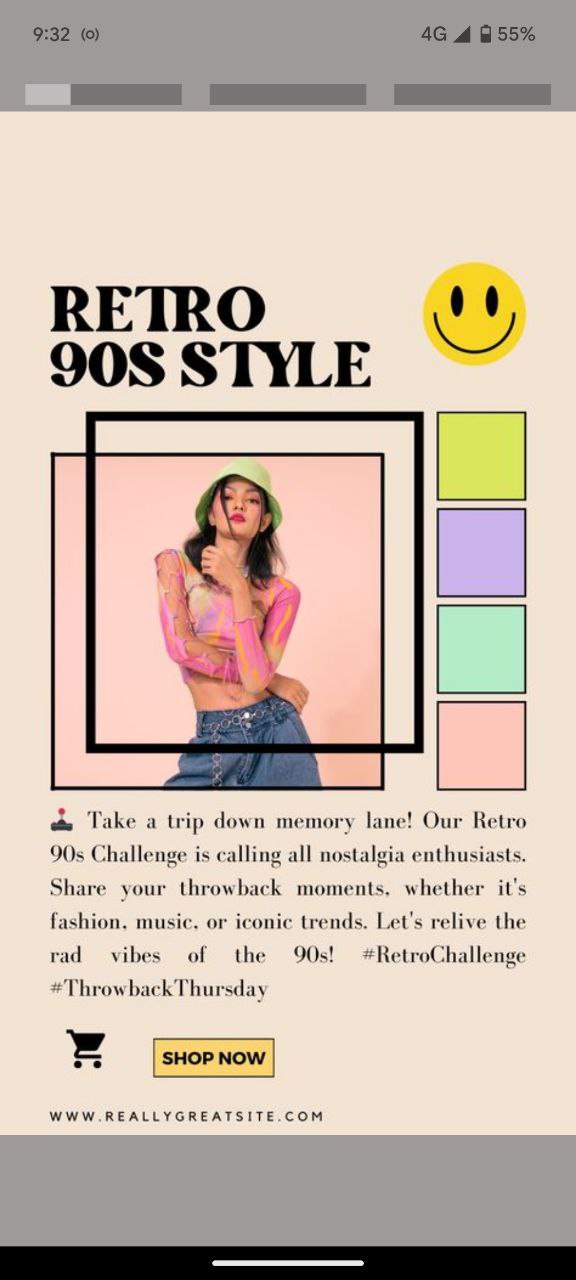 9:32
4G 55%
RETRO
90S STYLE
Take a trip down memory lane! Our Retro
90s Challenge is calling all nostalgia enthusiasts.
Share your throwback moments, whether it's
fashion, music, or iconic trends. Let's relive the
rad vibes of the 90s! #RetroChallenge
#ThrowbackThursday
SHOP NOW
WWW.REALLYGREATSITE.COM